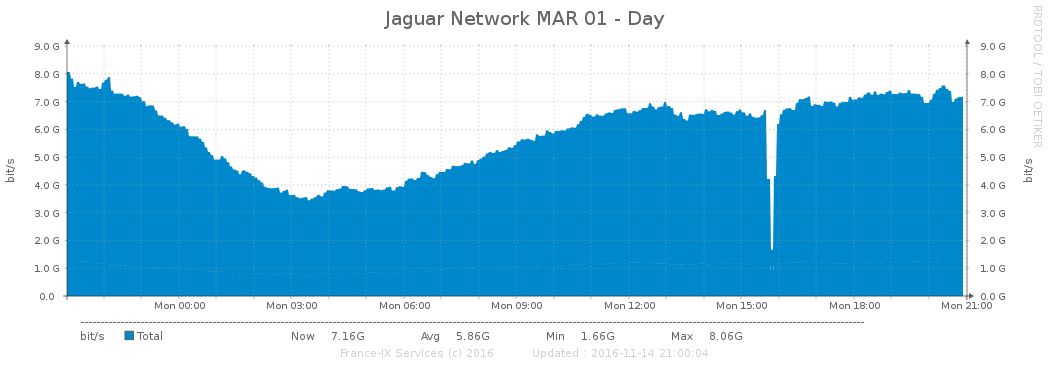 Jaguar Network MAR 01 - Day
RRDTOOL / TOBI OETIKER
9.0 G 9.0 G
8.0 G 8.0 G
7.0 G 7.0 G
6.0 G 6.0 G
5.0 G 5.0 G
4.0 G 4.0 G
3.0 G 3.0 G
2.0 G 2.0 G
1.0 G 1.0 G
0.0 0.0 G
bit/s bit/s
Mon 00:00 Mon 03:00 Mon 06:00 Mon 09:00 Mon 12:00 Mon 15:00 Mon 18:00 Mon 21:00
bit/s Total Now 7.16G Avg 5.86G Min 1.66G Max 8.06G
France-IX Services (c) 2016 Updated : 2016-11-14 21:00:04